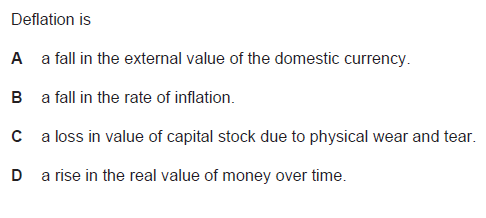 Deflation is
A a fall in the external value of the domestic currency.
B a fall in the rate of inflation.
C a loss in value of capital stock due to physical wear and tear.
D a rise in the real value of money over time.